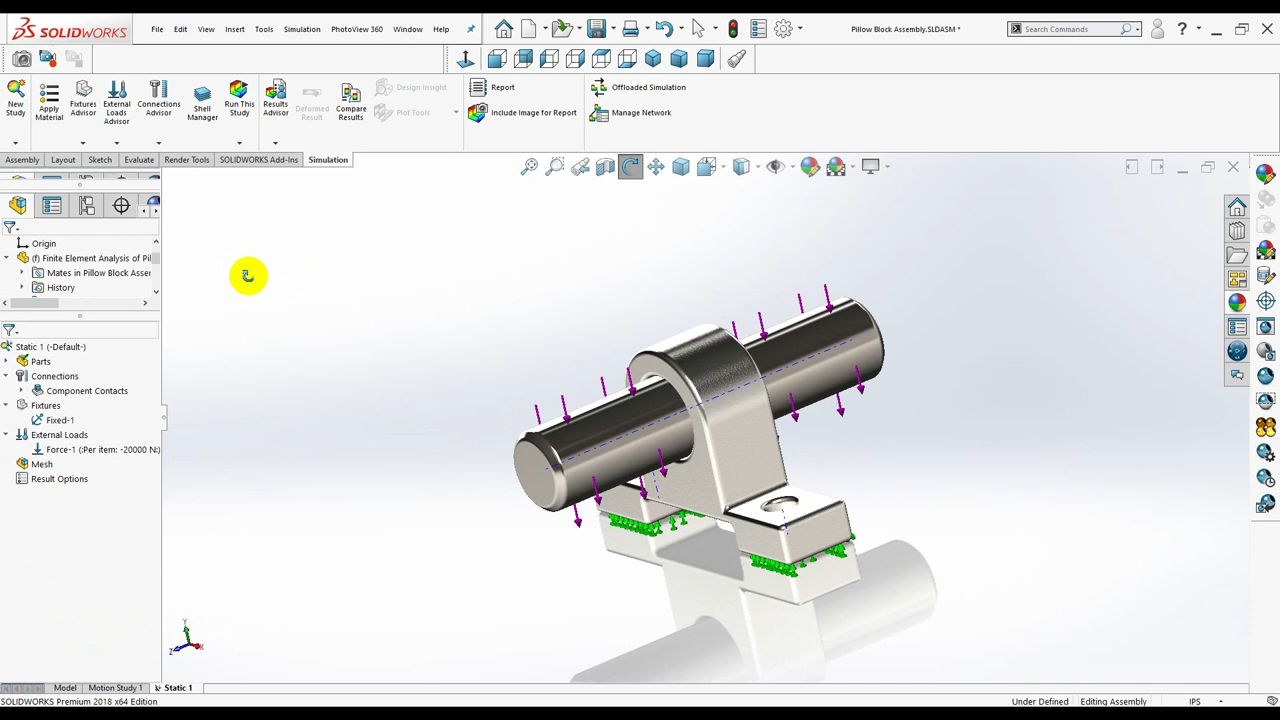 SOLIDWORKS
File Edit View Insert Tools Simulation PhotoView 360 Window Help
Pillow Block Assembly.SLDASM *
Search Commands
New Study
Apply Material
Fixtures Advisor
External Loads Advisor
Connections Advisor
Shell Manager
Run This Study
Results Advisor
Deformed Result
Compare Results
Design Insight
Plot Tools
Report
Include Image for Report
Offloaded Simulation
Manage Network
Assembly Layout Sketch Evaluate Render Tools SOLIDWORKS Add-Ins Simulation
Origin
(f) Finite Element Analysis of Pil
Mates in Pillow Block Asser
History
Static 1 (-Default-)
Parts
Connections
Component Contacts
Fixtures
Fixed-1
External Loads
Force-1 (:Per item: -20000 N:)
Mesh
Result Options
Y
Z X
Model Motion Study 1 Static 1
SOLIDWORKS Premium 2018 x64 Edition
Under Defined Editing Assembly IPS